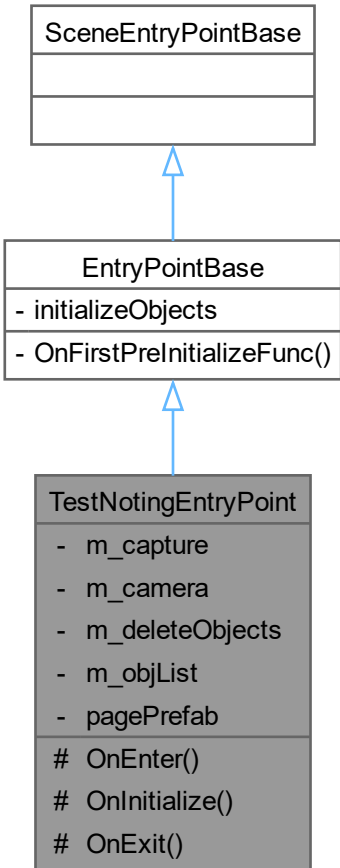 SceneEntryPointBase
EntryPointBase
- initializeObjects
- OnFirstPreInitializeFunc()
TestNotingEntryPoint
- m_capture
- m_camera
- m_deleteObjects
- m_objList
- pagePrefab
# OnEnter()
# OnInitialize()
# OnExit()